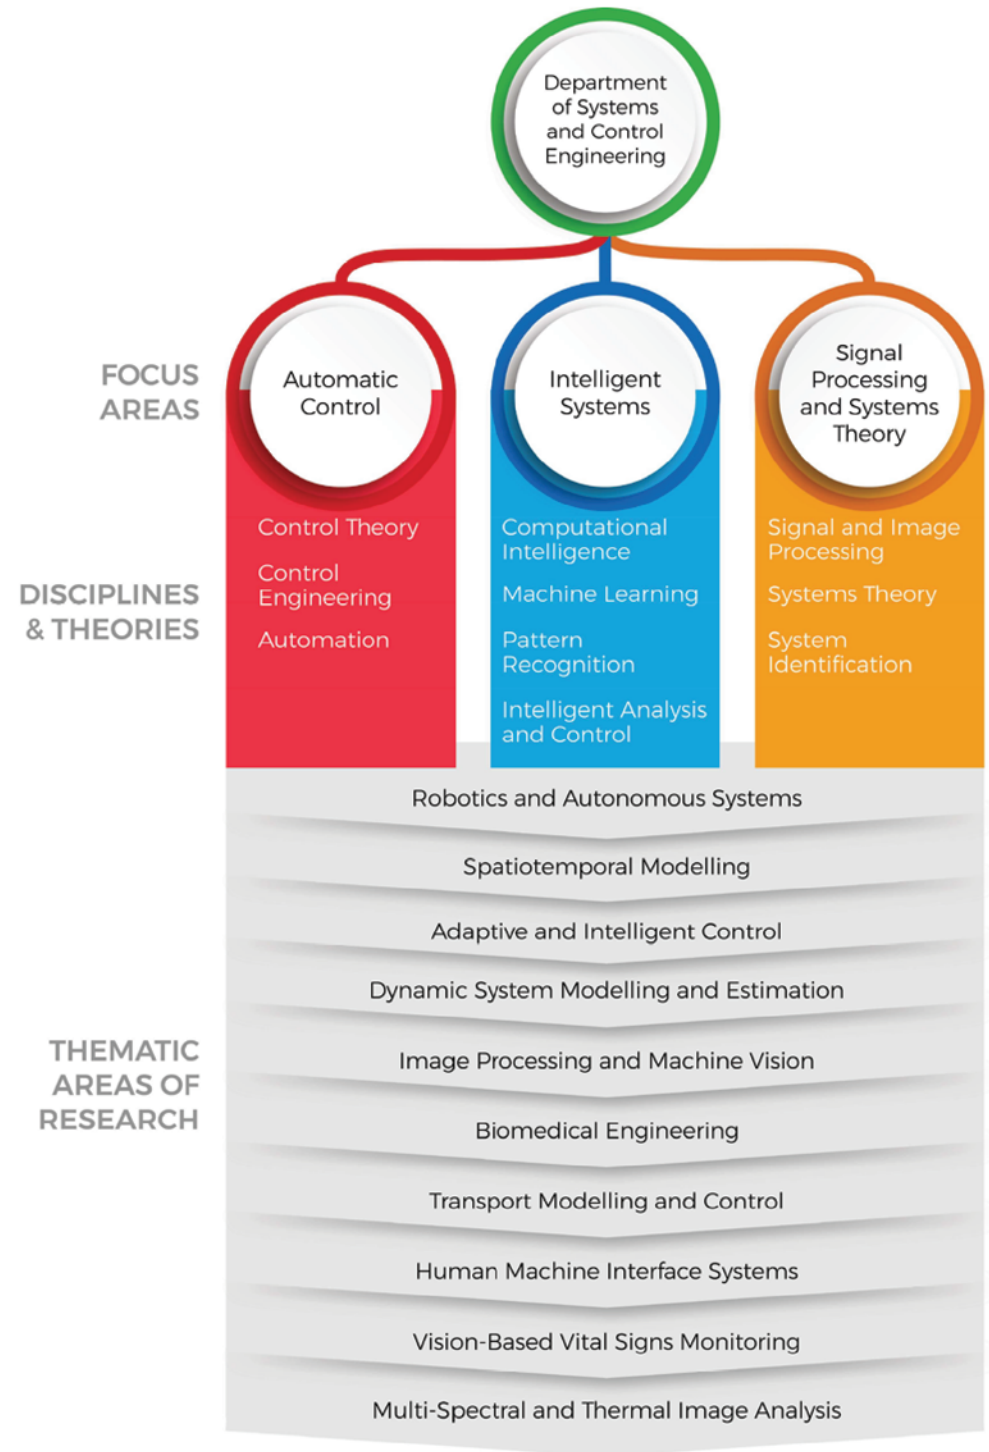 Department
of Systems
and Control
Engineering
FOCUS
AREAS
Automatic
Control
Intelligent
Systems
Signal
Processing
and Systems
Theory
DISCIPLINES
& THEORIES
Control Theory
Control
Engineering
Automation
Computational
Intelligence
Machine Learning
Pattern
Recognition
Intelligent Analysis
and Control
Signal and Image
Processing
Systems Theory
System
Identification
THEMATIC
AREAS OF
RESEARCH
Robotics and Autonomous Systems
Spatiotemporal Modelling
Adaptive and Intelligent Control
Dynamic System Modelling and Estimation
Image Processing and Machine Vision
Biomedical Engineering
Transport Modelling and Control
Human Machine Interface Systems
Vision-Based Vital Signs Monitoring
Multi-Spectral and Thermal Image Analysis